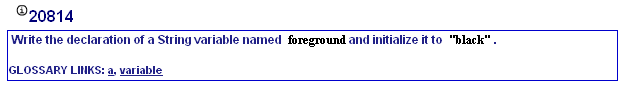 20814
Write the declaration of a String variable named foreground and initialize it to "black" .
GLOSSARY LINKS: a, variable